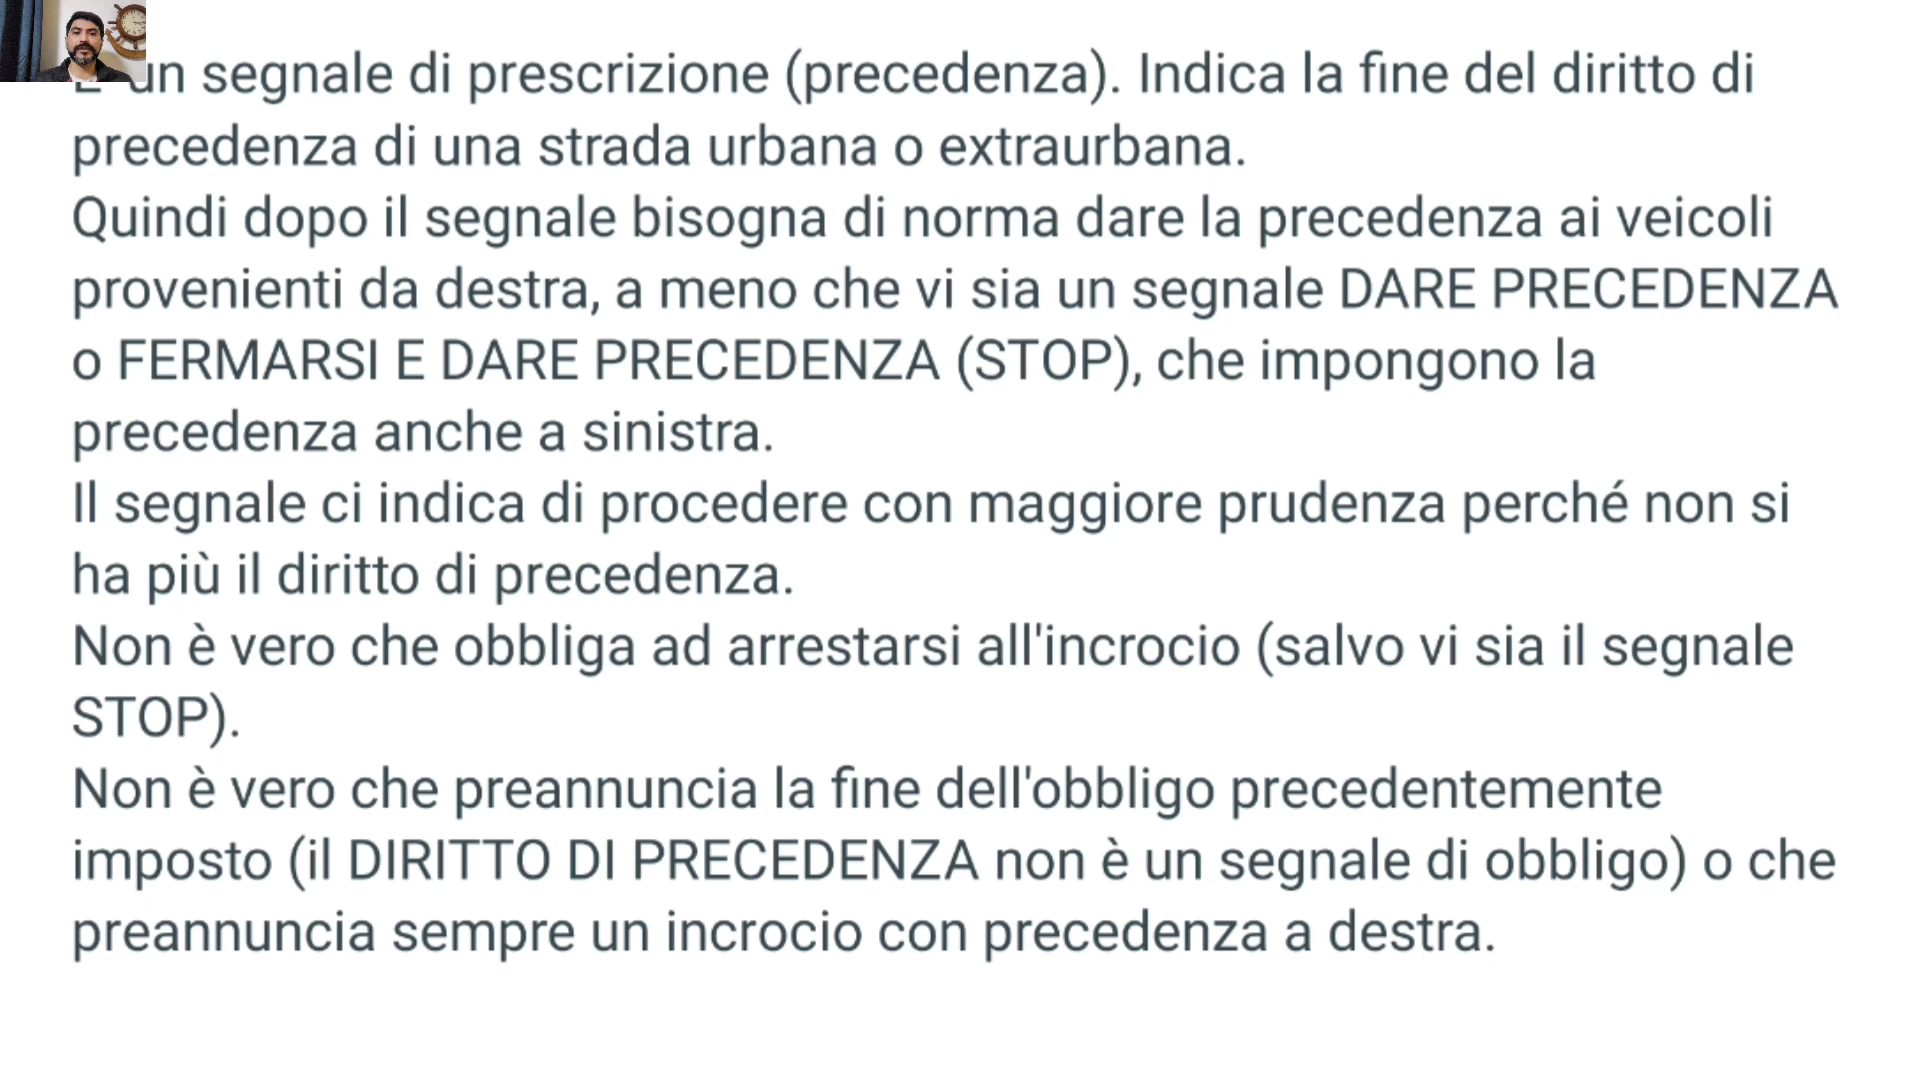 un segnale di prescrizione (precedenza). Indica la fine del diritto di
precedenza di una strada urbana o extraurbana.
Quindi dopo il segnale bisogna di norma dare la precedenza ai veicoli
provenienti da destra, a meno che vi sia un segnale DARE PRECEDENZA
o FERMARSI E DARE PRECEDENZA (STOP), che impongono la
precedenza anche a sinistra.
Il segnale ci indica di procedere con maggiore prudenza perché non si
ha più il diritto di precedenza.
Non è vero che obbliga ad arrestarsi all'incrocio (salvo vi sia il segnale
STOP).
Non è vero che preannuncia la fine dell'obbligo precedentemente
imposto (il DIRITTO DI PRECEDENZA non è un segnale di obbligo) o che
preannuncia sempre un incrocio con precedenza a destra.